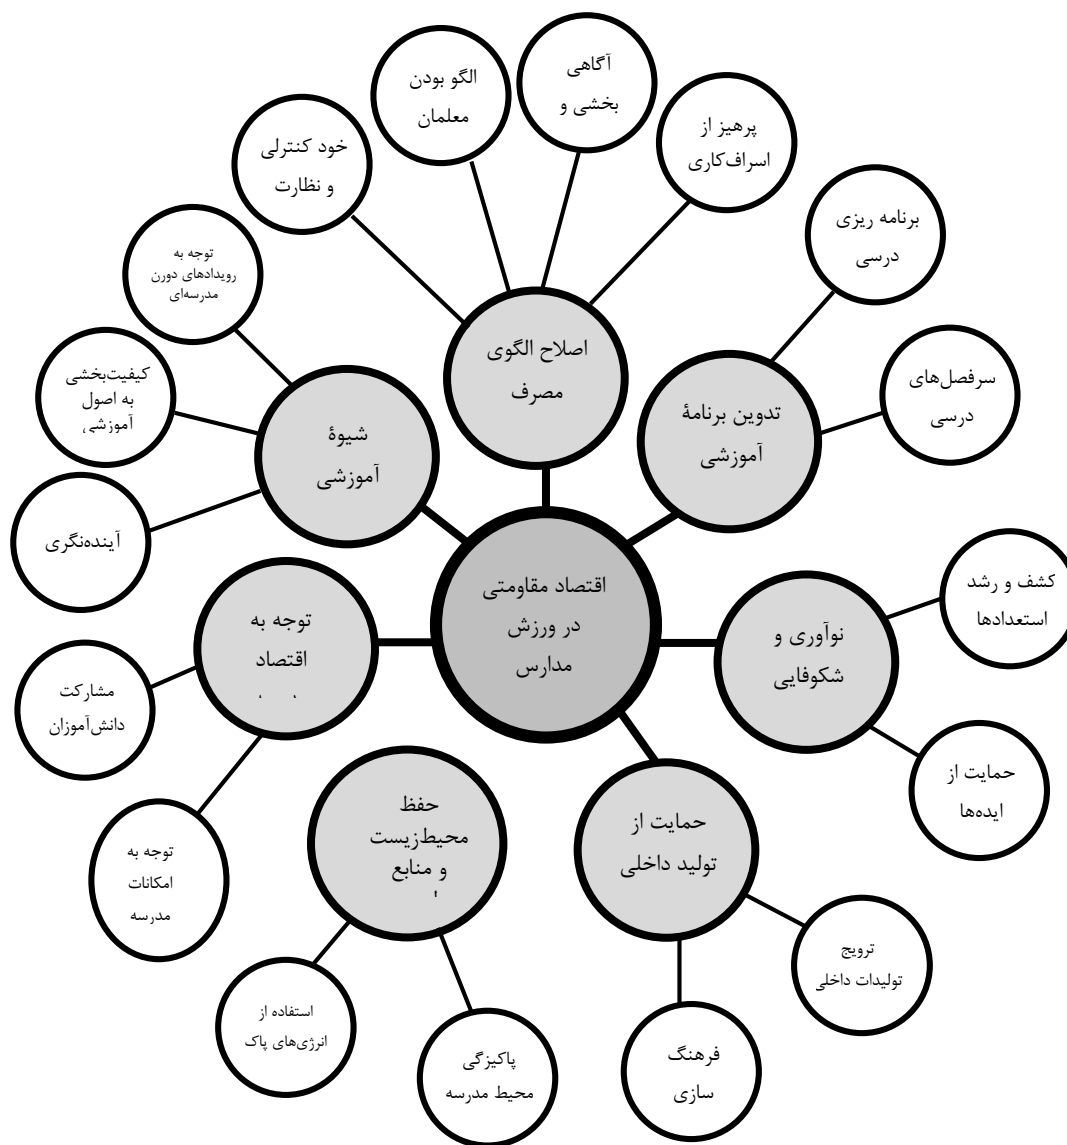 آگاهی
بخشی و
الگو بودن
معلمان
پرهیز از
اسراف‌کاری
خود کنترلی
و نظارت
برنامه ریزی
درسی
توجه به
رویدادهای دورن
مدرسه‌ای
اصلاح الگوی
مصرف
سرفصل‌های
درسی
کیفیت‌بخشی
به اصول
آموزشی
تدوین برنامهٔ
آموزشی
شیوهٔ
آموزشی
آینده‌نگری
کشف و رشد
استعدادها
اقتصاد مقاومتی
در ورزش
مدارس
توجه به
اقتصاد
نوآوری و
شکوفایی
مشارکت
دانش‌آموزان
حمایت از
ایده‌ها
حفظ
محیط‌زیست
و منابع
حمایت از
تولید داخلی
توجه به
امکانات
مدرسه
ترویج
تولیدات داخلی
استفاده از
انرژی‌های پاک
پاکیزگی
محیط مدرسه
فرهنگ
سازی